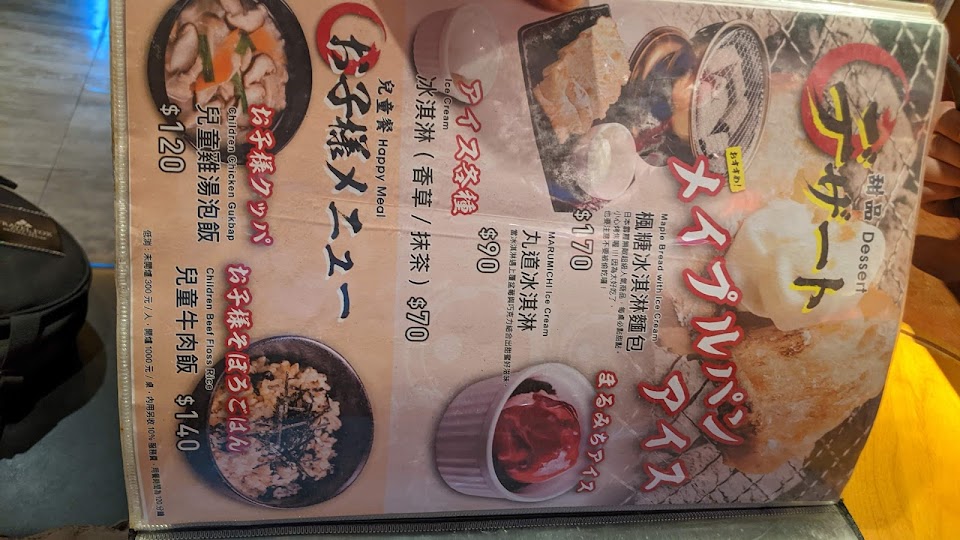 デザート
甜品 Dessert
おすすめ!
メイプルパン
アイス
Maple Bread with Ice Cream
楓糖冰淇淋麵包
$170
アイス各種
Ice Cream
冰淇淋（香草/抹茶）$70
まるみちアイス
MARUMICHI Ice Cream
丸道冰淇淋
$90
お子様メニュー
兒童餐 Happy Meal
お子様クッパ
Children Chicken Gukbap
兒童雞湯泡飯
$120
お子様そぼろごはん
Children Beef Floss Rice
兒童牛肉飯 $140